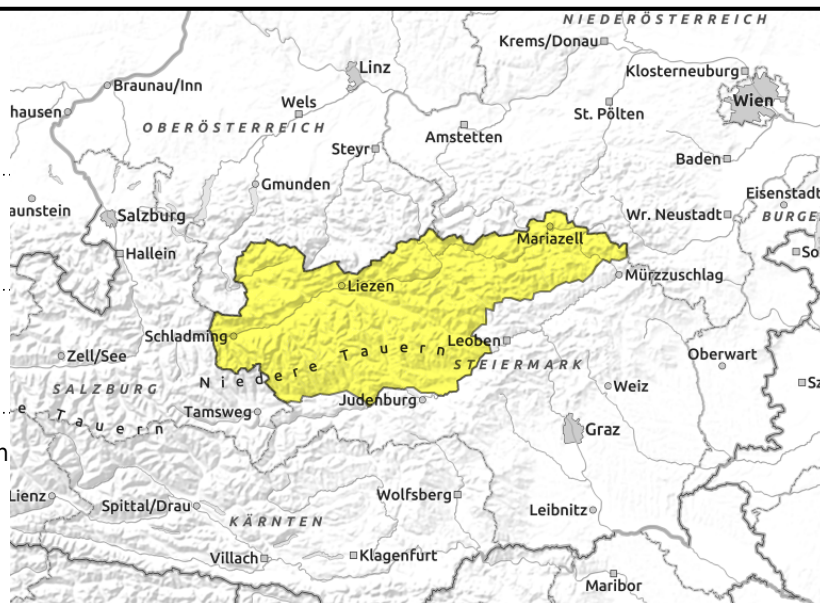 NIEDERÖSTERREICH
Krems/Donau
Linz
Klosterneuburg
Braunau/Inn
Wels
Wien
hausen
St. Pölten
OBERÖSTERREICH
Amstetten
Steyr
Baden
Gmunden
Eisenstadt
aunstein
Salzburg
Wr. Neustadt
BURGE
Mariazell
Hallein
So
Mürzzuschlag
Liezen
Schladming
Leoben
Niedere Tauern
Zell/See
Oberwart
STEIERMARK
SALZBURG
Weiz
Sz
Judenburg
Tamsweg
e Tauern
Graz
n
Lienz
Wolfsberg
Spittal/Drau
Leibnitz
KÄRNTEN
Villach
Klagenfurt
Maribor